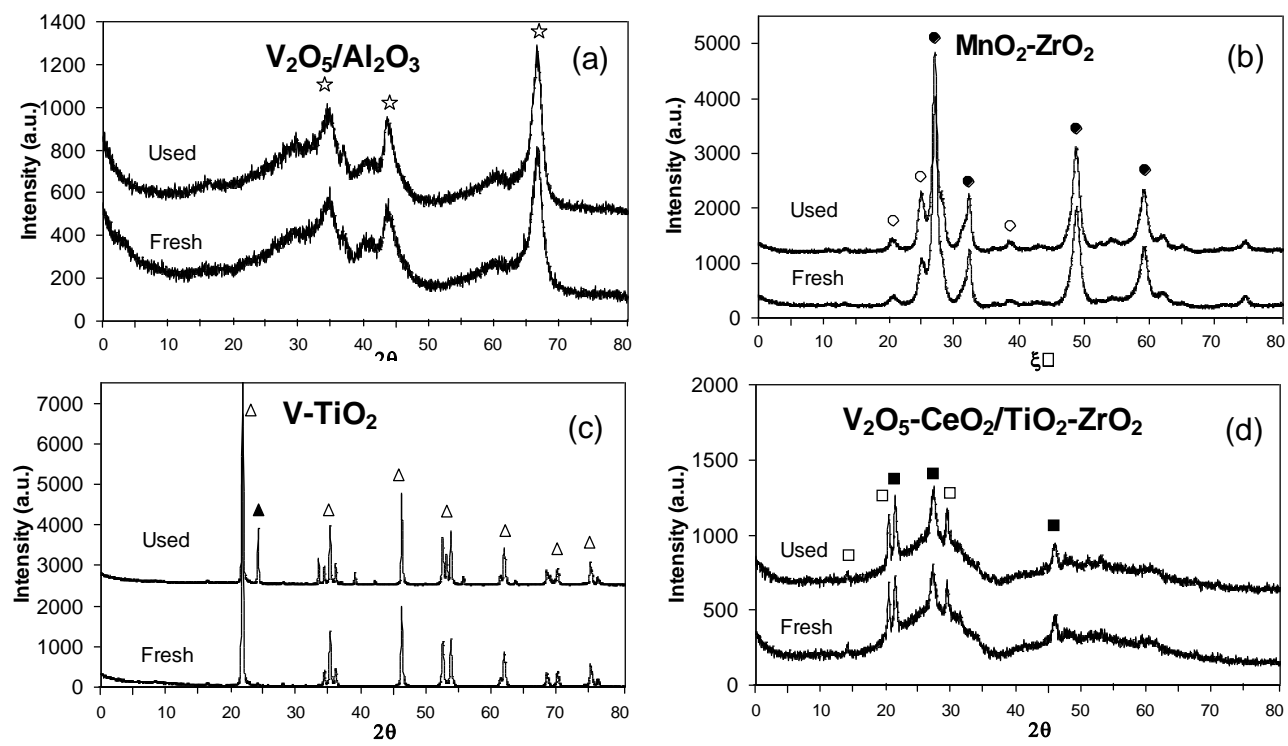 V₂O₅/Al₂O₃
(a)
Intensity (a.u.)
1400
1200
1000
800
600
400
200
0
Used
Fresh
0 10 20 30 40 50 60 70 80
2θ
MnO₂-ZrO₂
(b)
Intensity (a.u.)
5000
4000
3000
2000
1000
0
Used
Fresh
0 10 20 30 40 50 60 70 80
ξ□
V-TiO₂
(c)
Intensity (a.u.)
7000
6000
5000
4000
3000
2000
1000
0
Used
Fresh
0 10 20 30 40 50 60 70 80
2θ
V₂O₅-CeO₂/TiO₂-ZrO₂
(d)
Intensity (a.u.)
2000
1500
1000
500
0
Used
Fresh
0 10 20 30 40 50 60 70 80
2θ